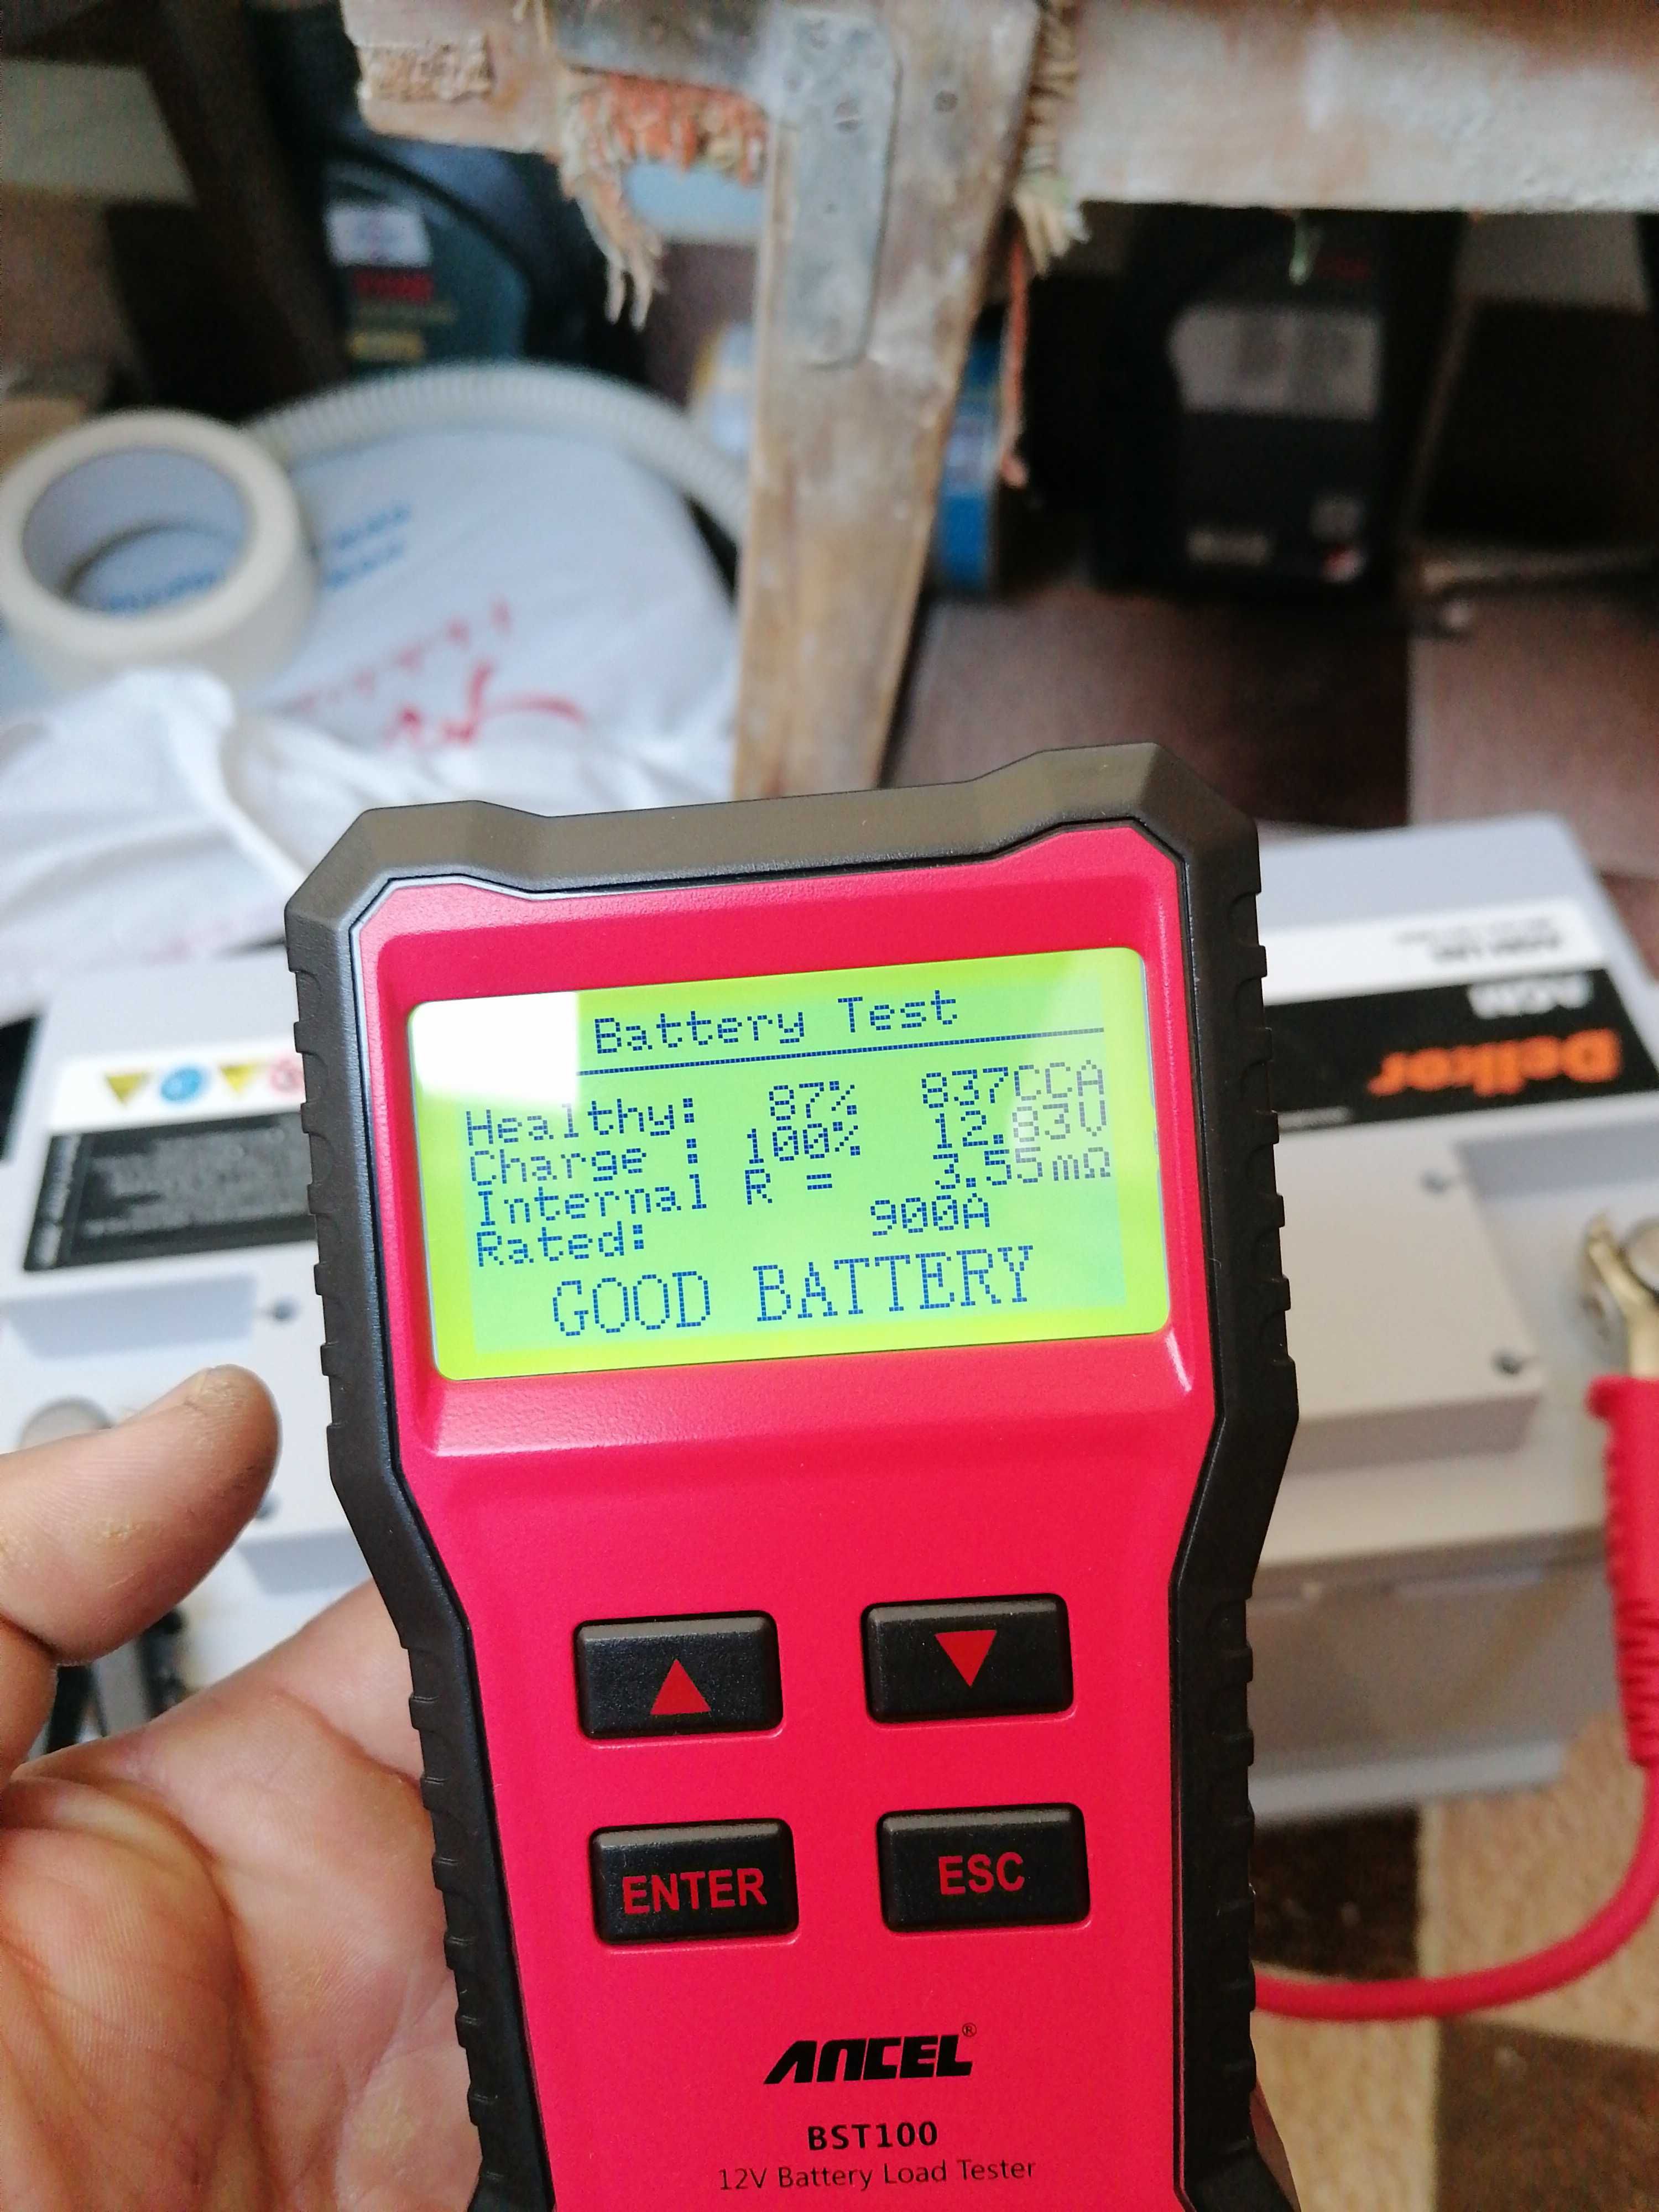 Delkor
AGM
Battery Test
Healthy: 87% 837CCA
Charge : 100% 12.83V
Internal R = 3.55mΩ
Rated: 900A
GOOD BATTERY
▲ ▼
ENTER ESC
ANCEL®
BST100
12V Battery Load Tester